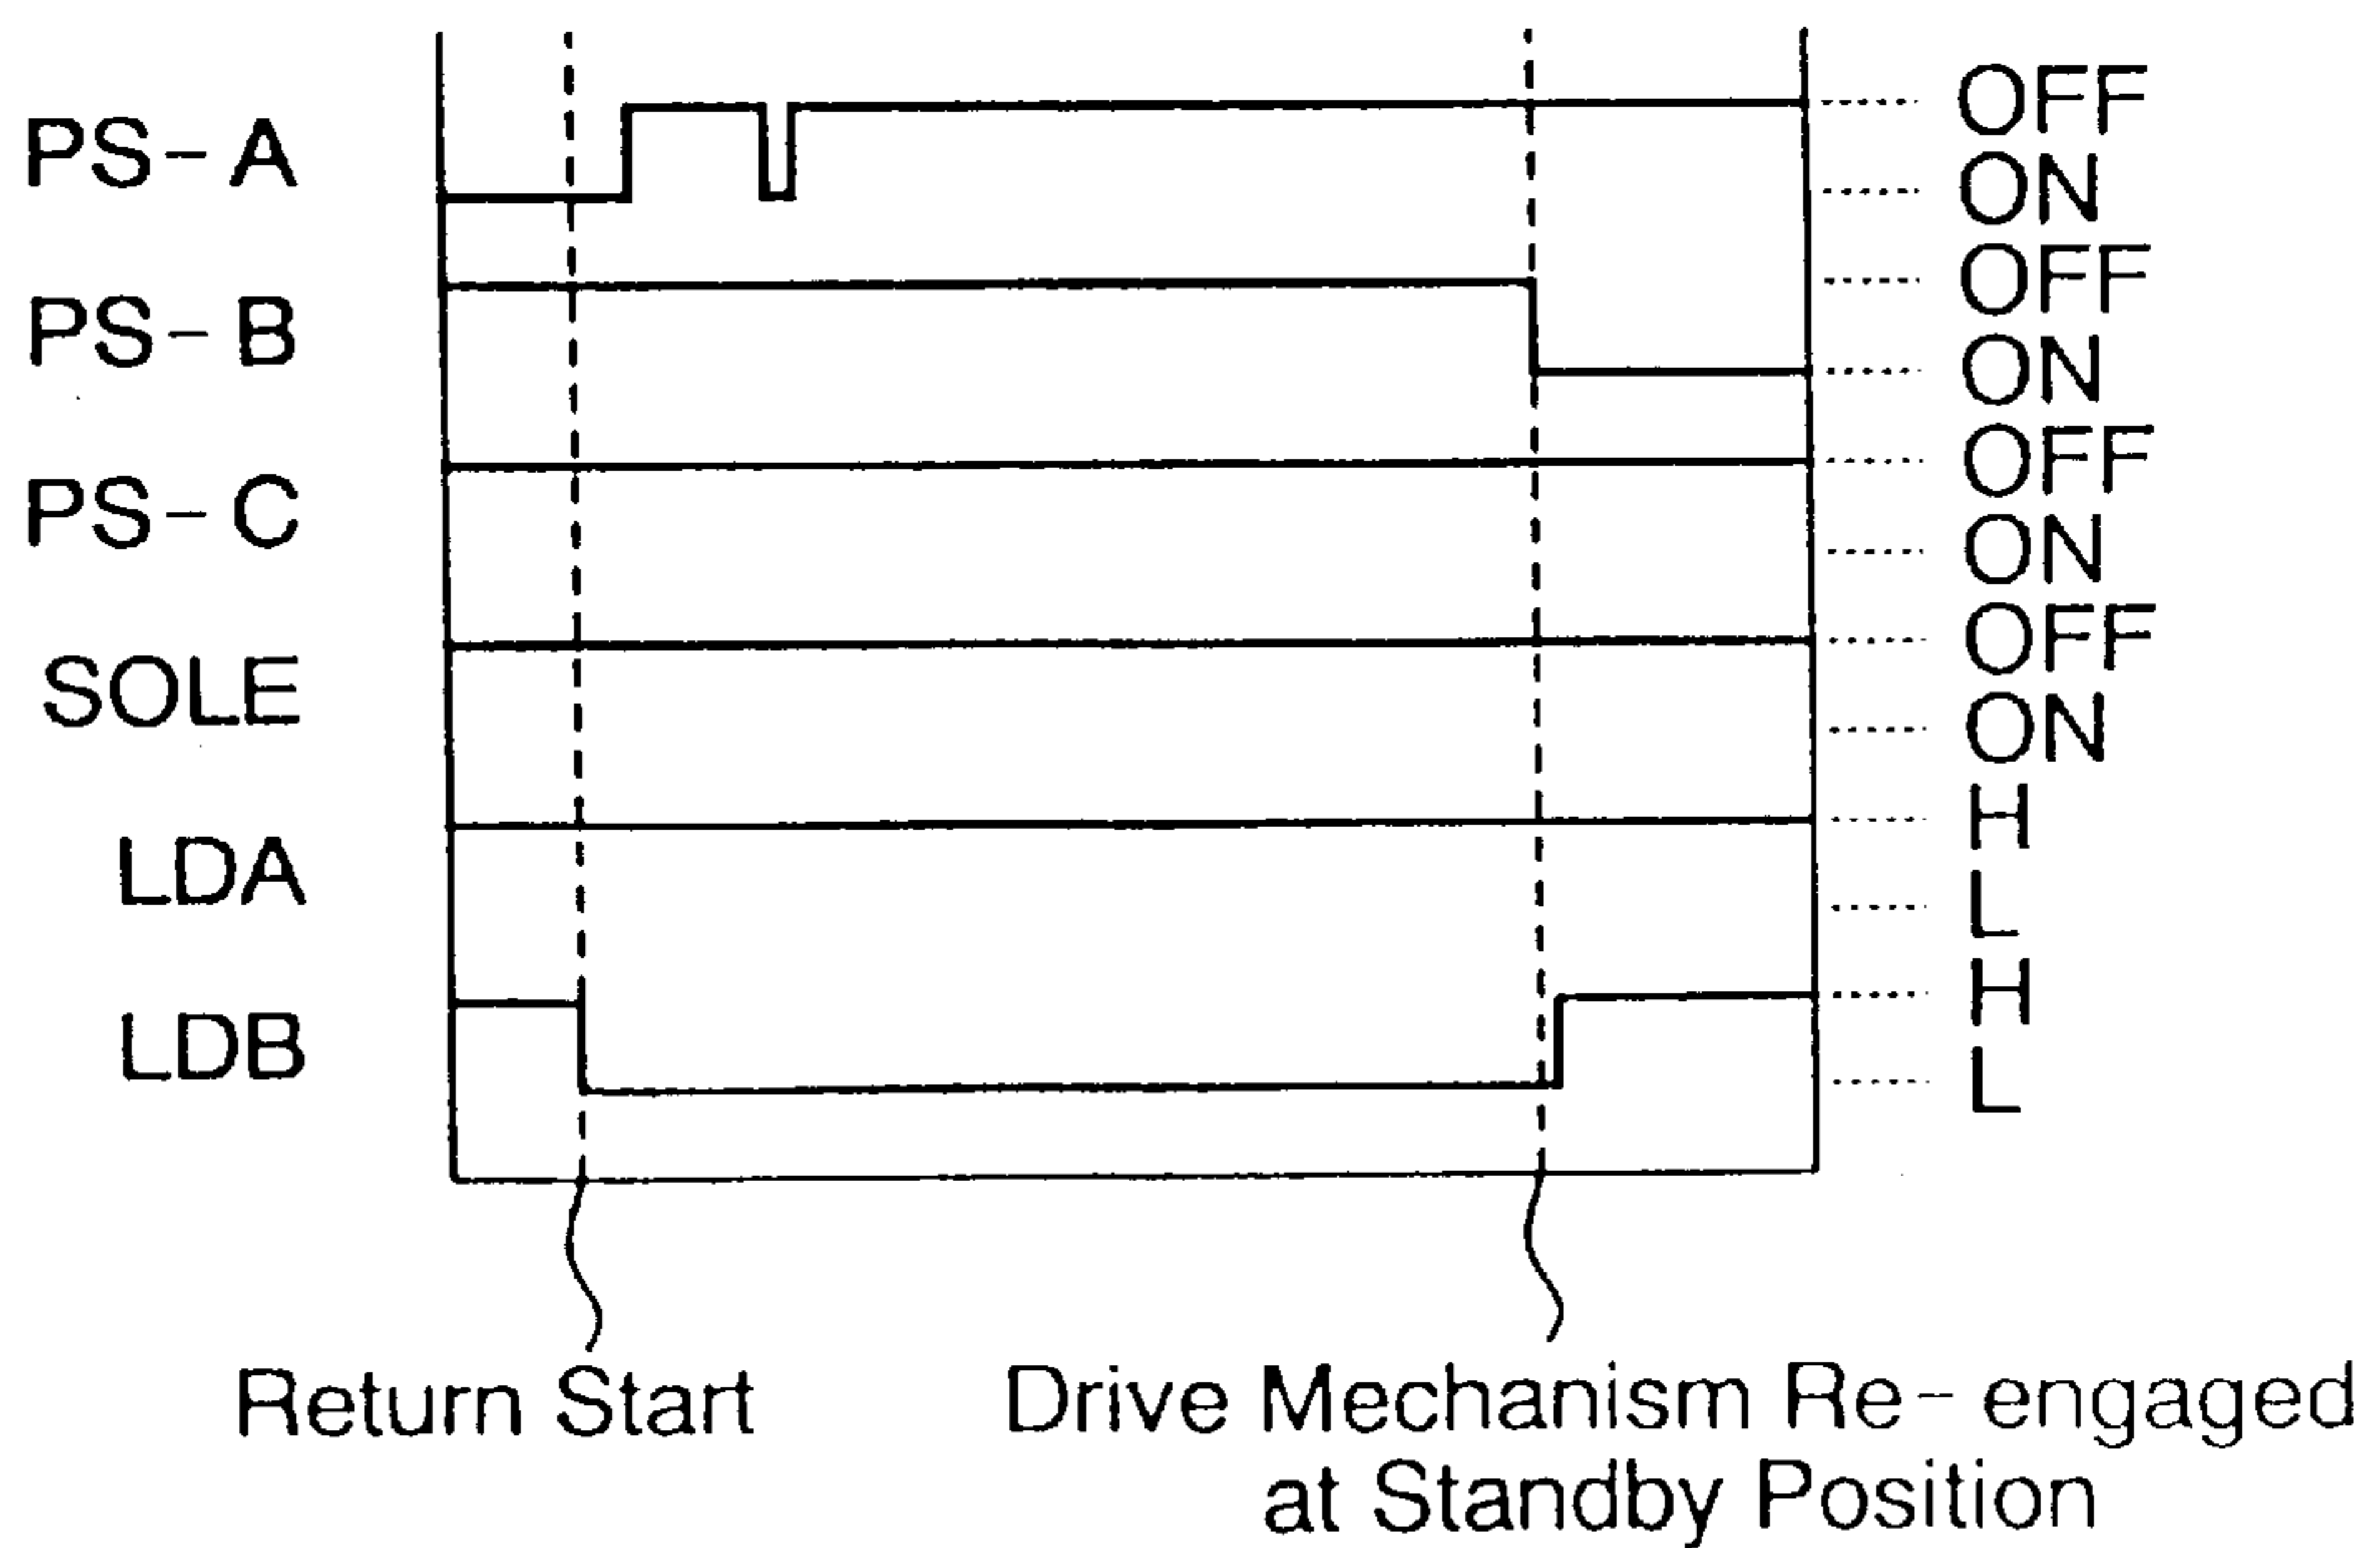 PS-A
OFF
ON
PS-B
OFF
ON
PS-C
OFF
ON
SOLE
OFF
ON
LDA
H
L
LDB
H
L
Return Start
Drive Mechanism Re-engaged
at Standby Position